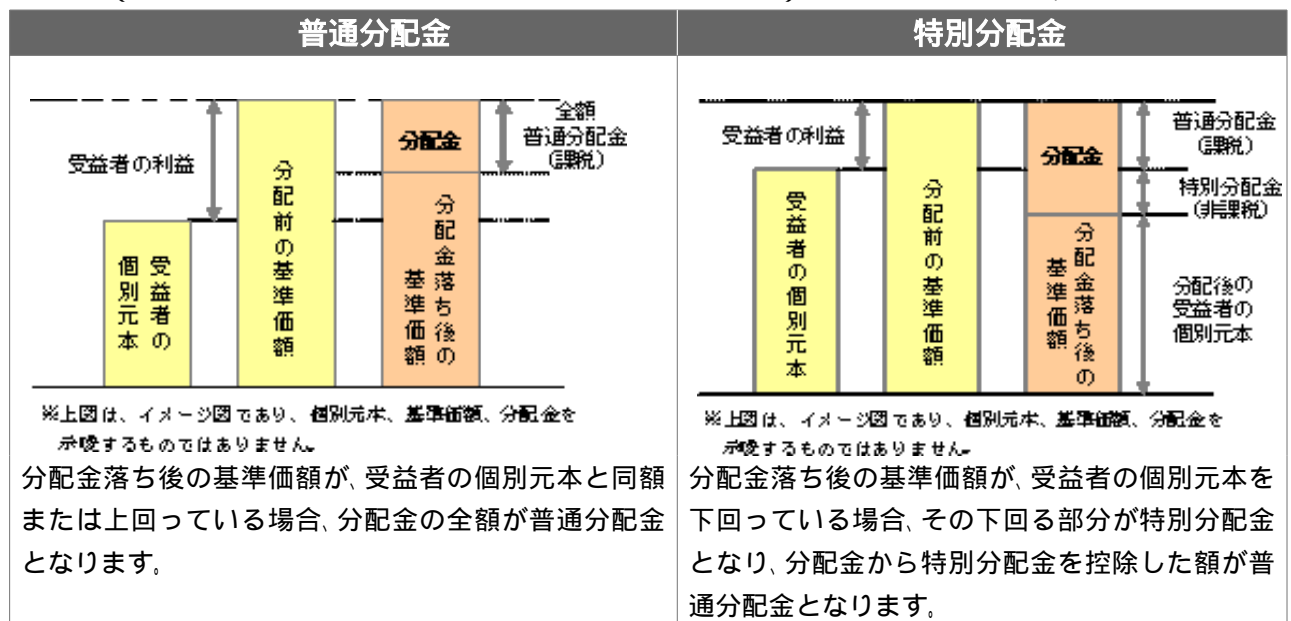 普通分配金
全額
普通分配金
(課税)
受益者の利益
分配金
分配前の基準価額
分配金落ち後の
基準価額
受益者の
個別元本
※上図は、イメージ図であり、個別元本、基準価額、分配金を
示唆するものではありません。
分配金落ち後の基準価額が、受益者の個別元本と同額
または上回っている場合、分配金の全額が普通分配金
となります。
特別分配金
受益者の利益
普通分配金
(課税)
分配金
特別分配金
(非課税)
受益者の個別元本
分配前の基準価額
分配金落ち後の
基準価額
分配後の
受益者の
個別元本
※上図は、イメージ図であり、個別元本、基準価額、分配金を
示唆するものではありません。
分配金落ち後の基準価額が、受益者の個別元本を
下回っている場合、その下回る部分が特別分配金
となり、分配金から特別分配金を控除した額が普
通分配金となります。